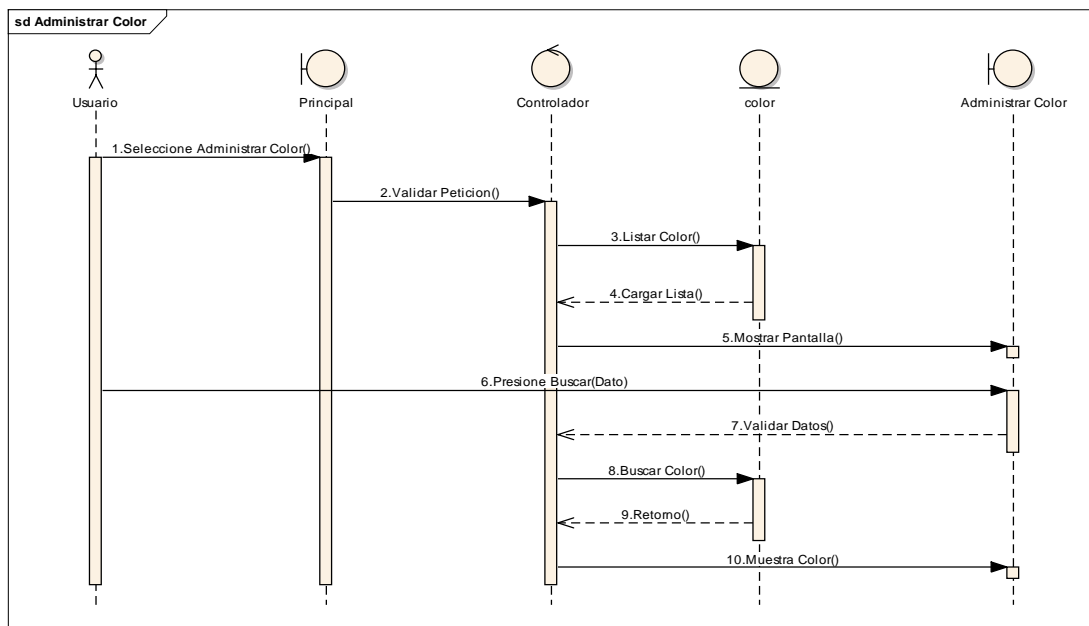 sd Administrar Color
Usuario
Principal
Controlador
color
Administrar Color
1.Seleccione Administrar Color()
2.Validar Peticion()
3.Listar Color()
4.Cargar Lista()
5.Mostrar Pantalla()
6.Presione Buscar(Dato)
7.Validar Datos()
8.Buscar Color()
9.Retorno()
10.Muestra Color()